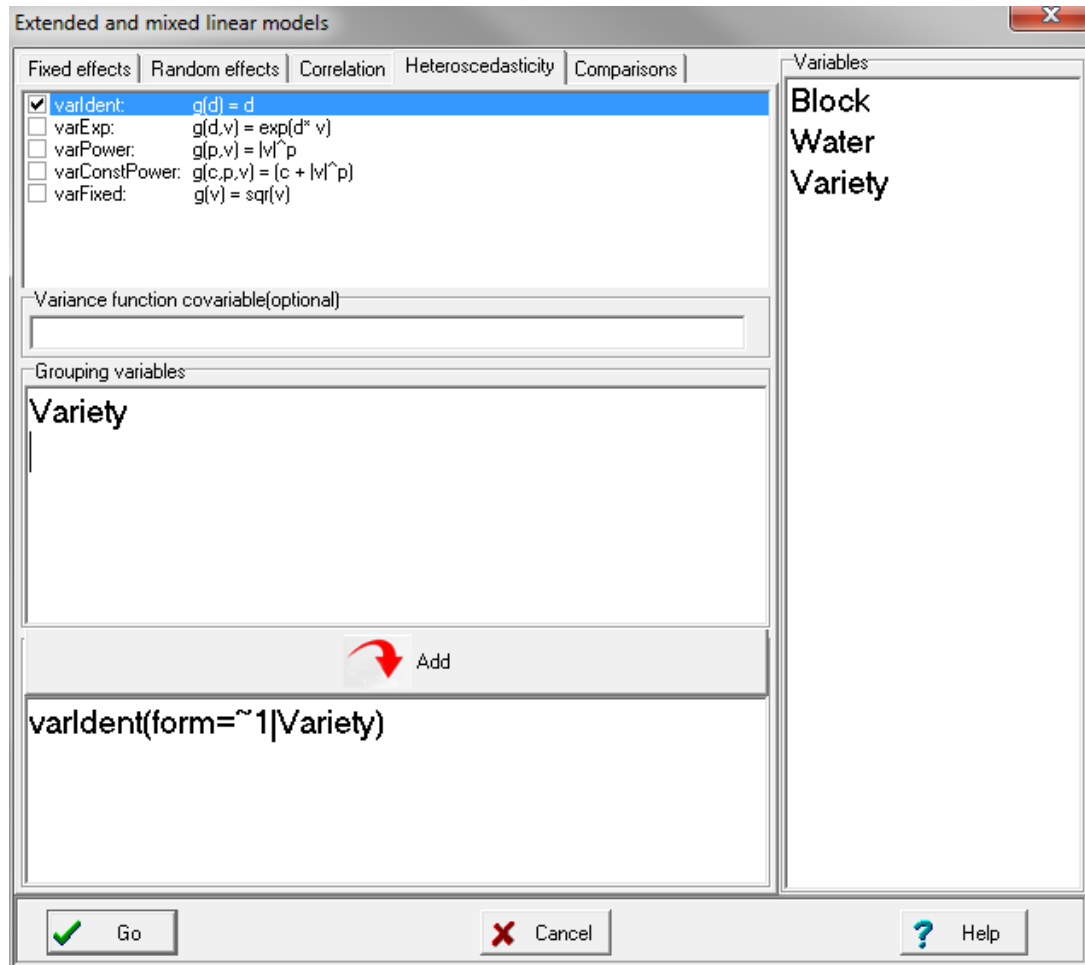 Extended and mixed linear models
Fixed effects Random effects Correlation Heteroscedasticity Comparisons
varIdent: g(d) = d
varExp: g(d,v) = exp(d* v)
varPower: g(p,v) = |v|^p
varConstPower: g(c,p,v) = (c + |v|^p)
varFixed: g(v) = sqr(v)
Variance function covariable(optional)
Grouping variables
Variety
Add
varIdent(form=~1|Variety)
Variables
Block
Water
Variety
Go
Cancel
? Help